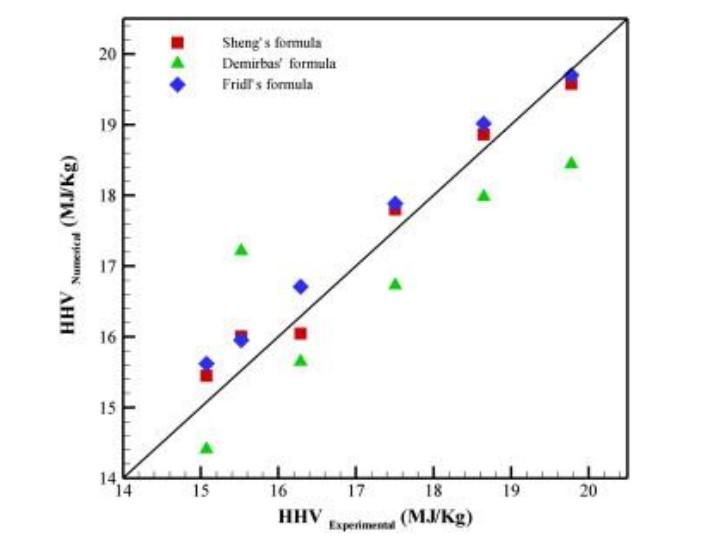 Sheng's formula
Demirbas' formula
Fridl's formula
20
19
18
17
16
15
14
14 15 16 17 18 19 20
HHV Numerical (MJ/Kg)
HHV Experimental (MJ/Kg)